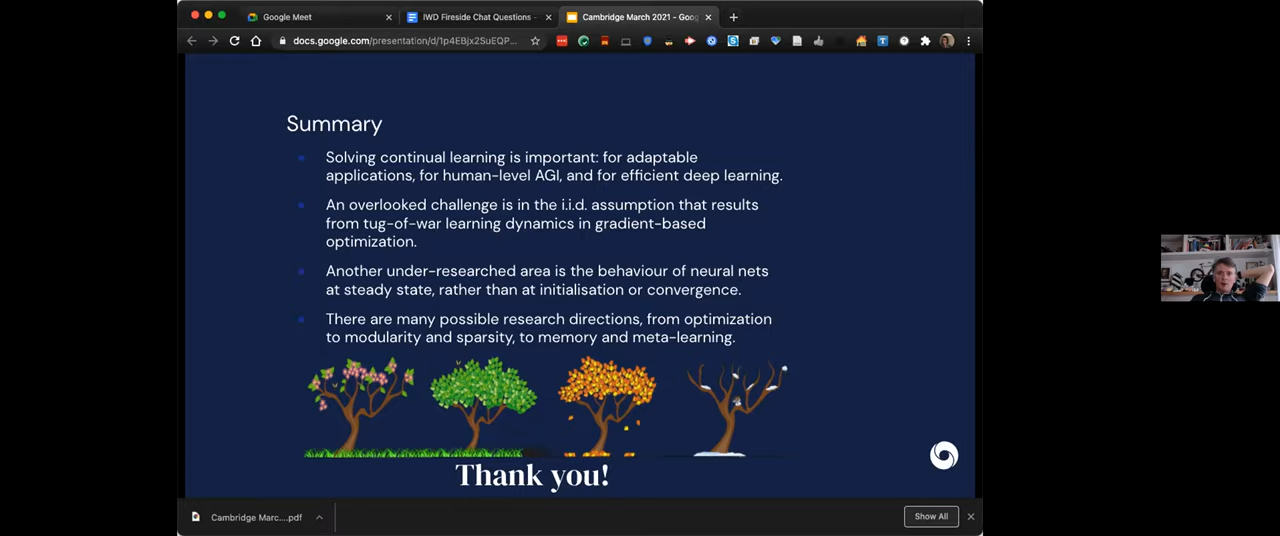 Google Meet
IWD Fireside Chat Questions -
Cambridge March 2021 - Goog
docs.google.com/presentation/d/1p4EBjx2SuEQP...
Summary
Solving continual learning is important: for adaptable
applications, for human-level AGI, and for efficient deep learning.
An overlooked challenge is in the i.i.d. assumption that results
from tug-of-war learning dynamics in gradient-based
optimization.
Another under-researched area is the behaviour of neural nets
at steady state, rather than at initialisation or convergence.
There are many possible research directions, from optimization
to modularity and sparsity, to memory and meta-learning.
Thank you!
Cambridge Marc....pdf
Show All